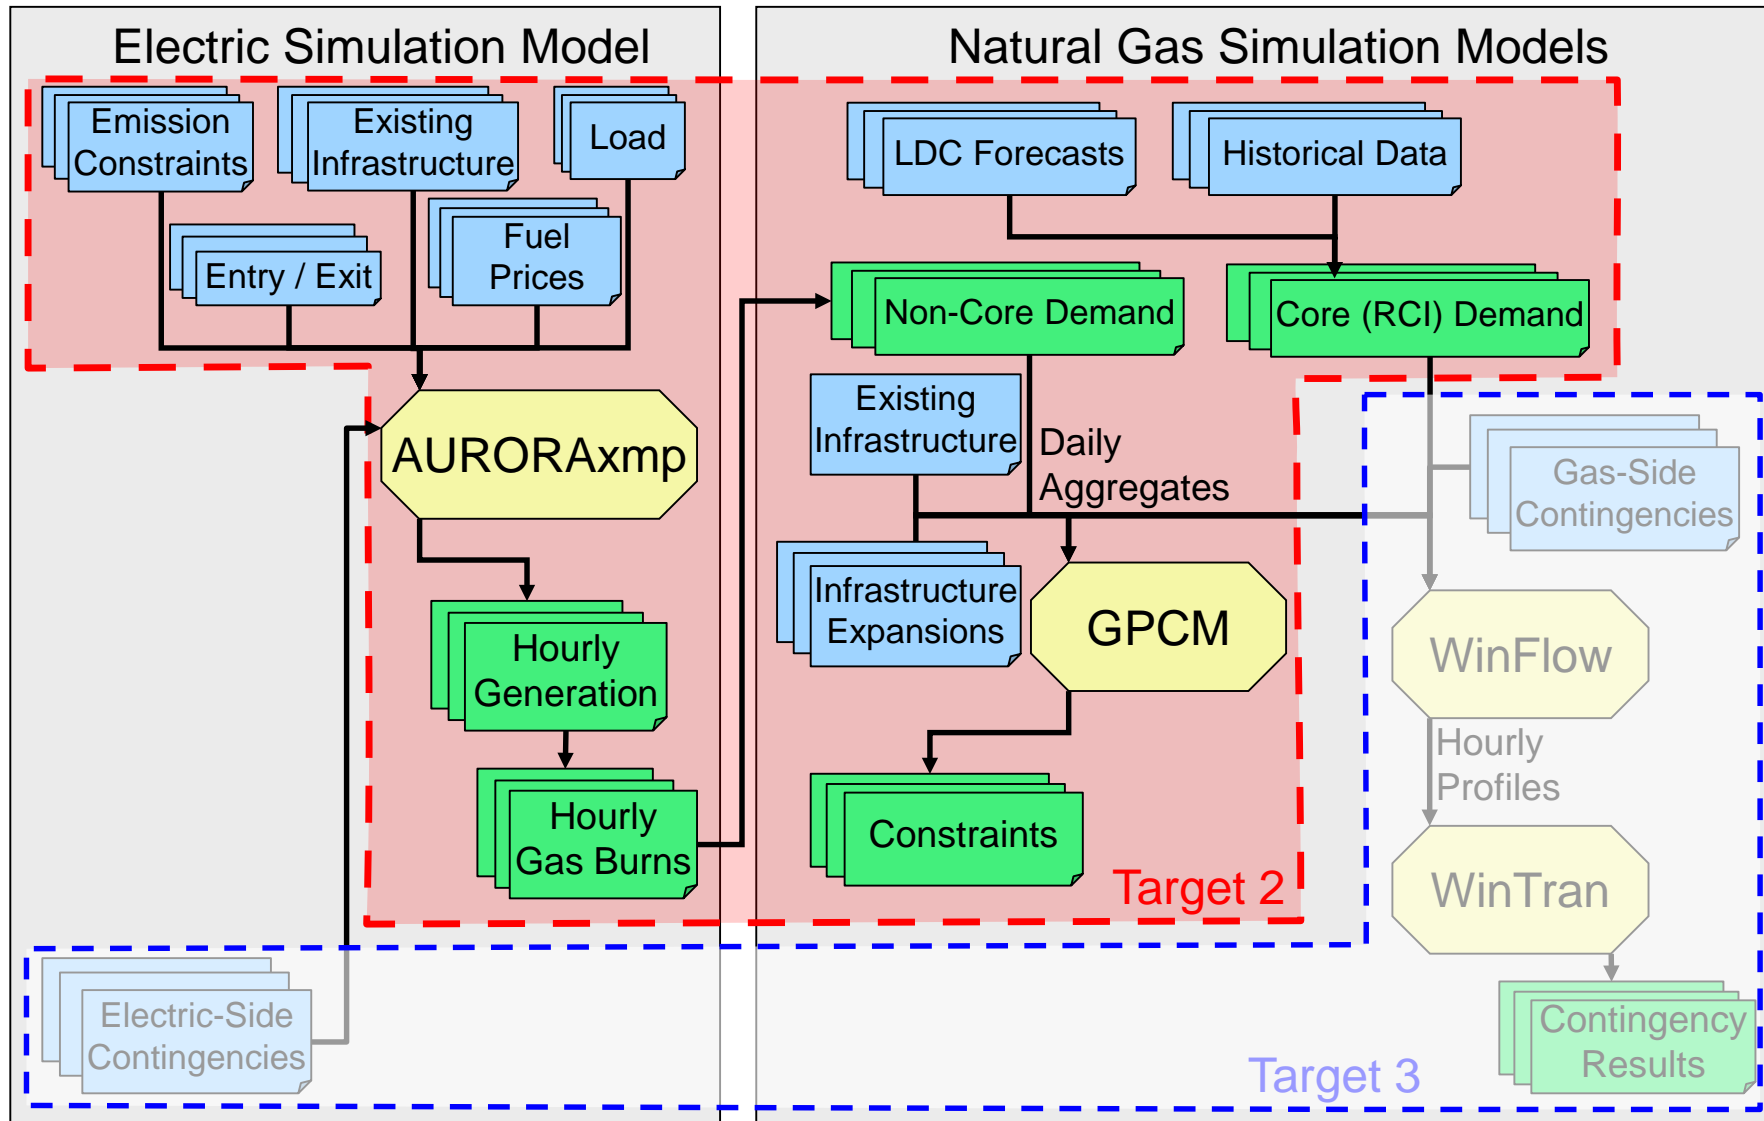 Electric Simulation Model
Natural Gas Simulation Models
Emission
Constraints
Existing
Infrastructure
Load
Entry / Exit
Fuel
Prices
AURORAxmp
Hourly
Generation
Hourly
Gas Burns
Electric-Side
Contingencies
LDC Forecasts
Historical Data
Non-Core Demand
Core (RCI) Demand
Existing
Infrastructure
Daily
Aggregates
Infrastructure
Expansions
GPCM
Constraints
Target 2
Gas-Side
Contingencies
WinFlow
Hourly
Profiles
WinTran
Contingency
Results
Target 3